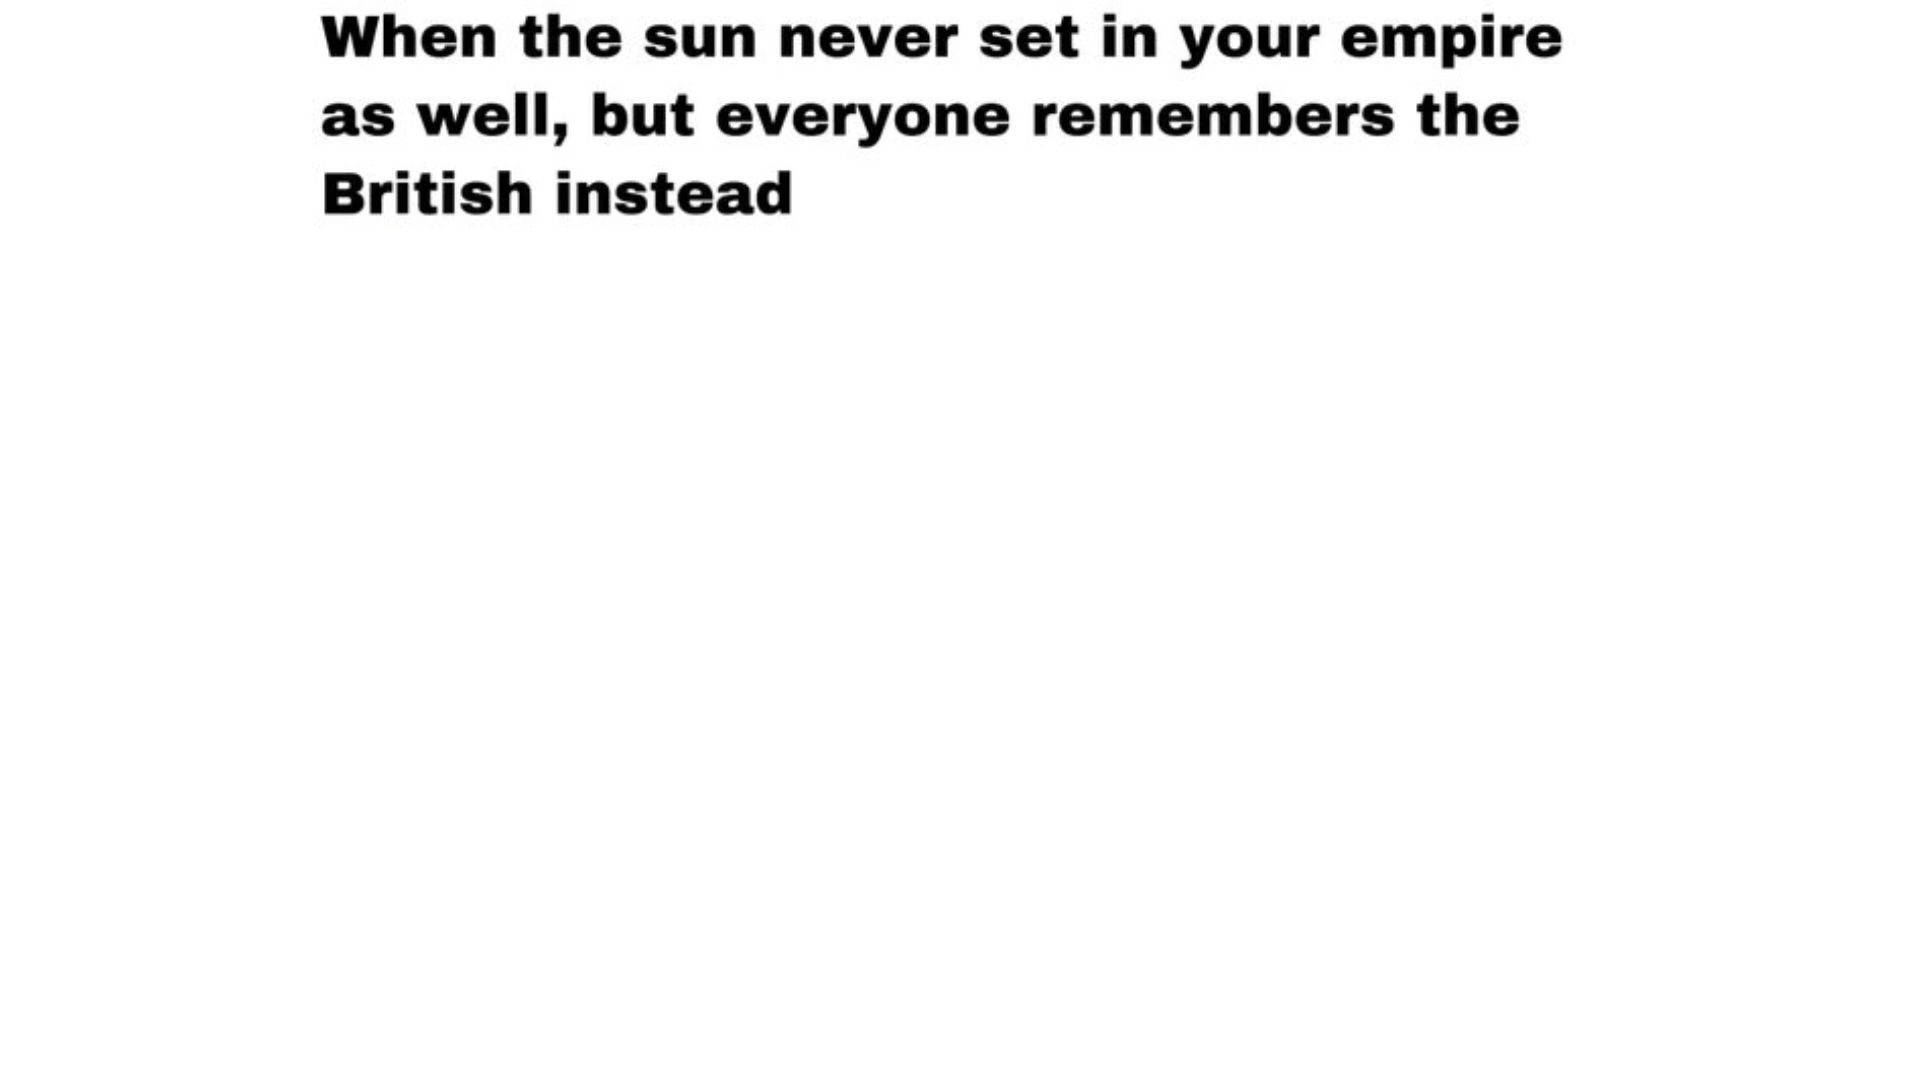 When the sun never set in your empire
as well, but everyone remembers the
British instead